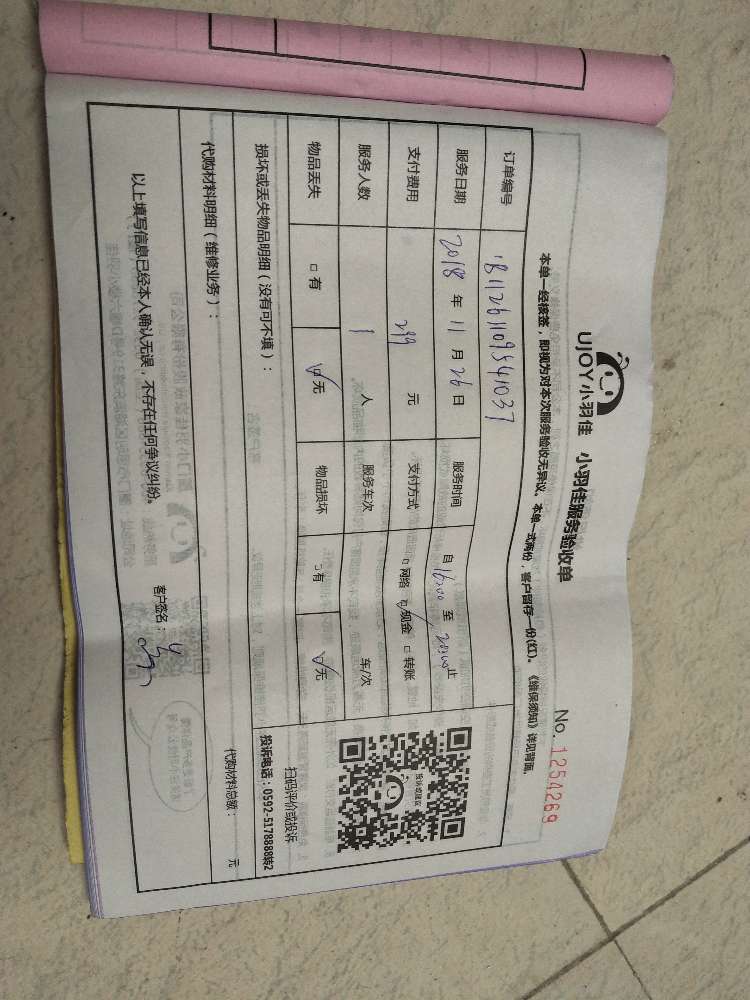 UJOY小羽佳 小羽佳服务验收单 No. 1254269
本单一经核签，即视为对本次服务验收无异议。本单一式两份，客户留存一份(红)。《维保须知》详见背面。
订单编号 1811261109541037
服务日期 2018 年 11 月 26 日 服务时间 自 16:00 至 20:00 止
支付费用 299 元 支付方式 □ 网络 ☑ 现金 □ 转账
服务人数 1 人 服务车次 车/次
物品丢失 □ 有 ☑ 无 物品损坏 □ 有 ☑ 无
投诉或建议
扫码评价或投诉
投诉电话：0592-5178888转2
损坏或丢失物品明细（没有可不填）：
代购材料明细（维修业务）：
代购材料总额： 元
以上填写信息已经本人确认无误，不存在任何争议纠纷。
客户签名：